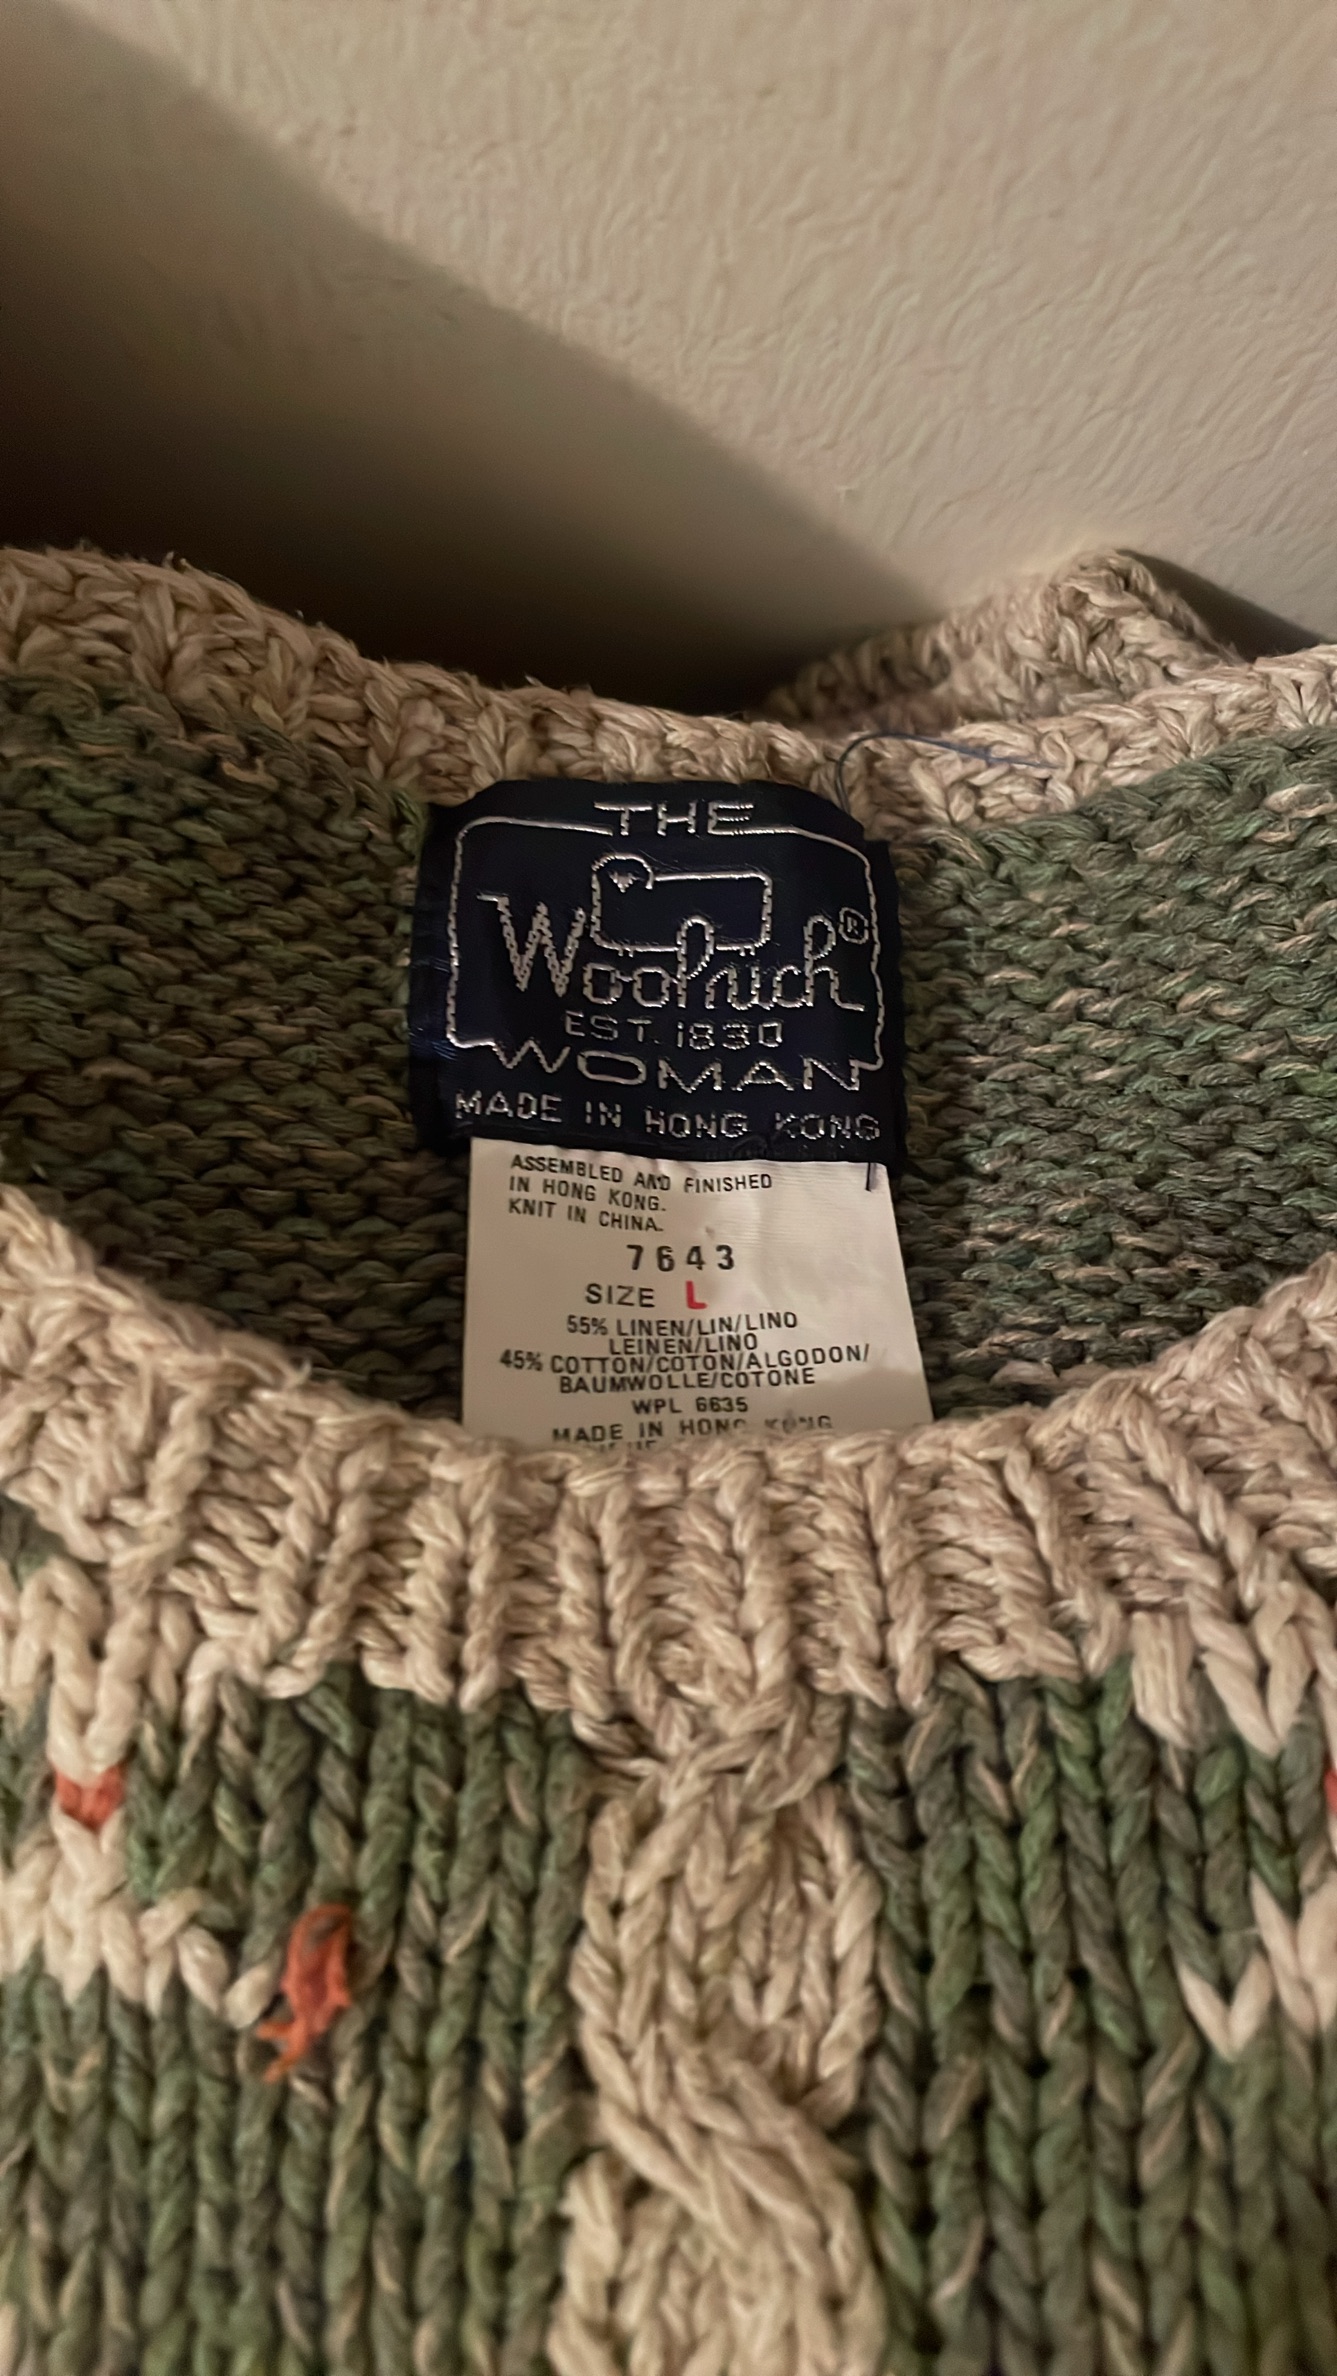 THE
Woolrich®
EST. 1830
WOMAN
MADE IN HONG KONG
ASSEMBLED AND FINISHED
IN HONG KONG.
KNIT IN CHINA.
7643
SIZE L
55% LINEN/LIN/LINO
LEINEN/LINO
45% COTTON/COTON/ALGODON/
BAUMWOLLE/COTONE
WPL 6635
MADE IN HONG KONG